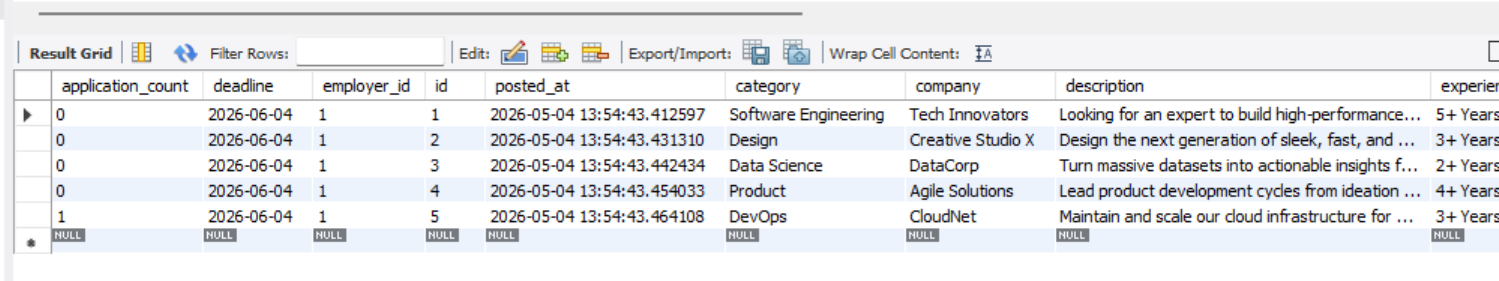 Result Grid Filter Rows: Edit: Export/Import: Wrap Cell Content:
application_count deadline employer_id id posted_at category company description experien
0 2026-06-04 1 1 2026-05-04 13:54:43.412597 Software Engineering Tech Innovators Looking for an expert to build high-performance... 5+ Years
0 2026-06-04 1 2 2026-05-04 13:54:43.431310 Design Creative Studio X Design the next generation of sleek, fast, and ... 3+ Years
0 2026-06-04 1 3 2026-05-04 13:54:43.442434 Data Science DataCorp Turn massive datasets into actionable insights f... 2+ Years
0 2026-06-04 1 4 2026-05-04 13:54:43.454033 Product Agile Solutions Lead product development cycles from ideation ... 4+ Years
1 2026-06-04 1 5 2026-05-04 13:54:43.464108 DevOps CloudNet Maintain and scale our cloud infrastructure for ... 3+ Years
NULL NULL NULL NULL NULL NULL NULL NULL NULL